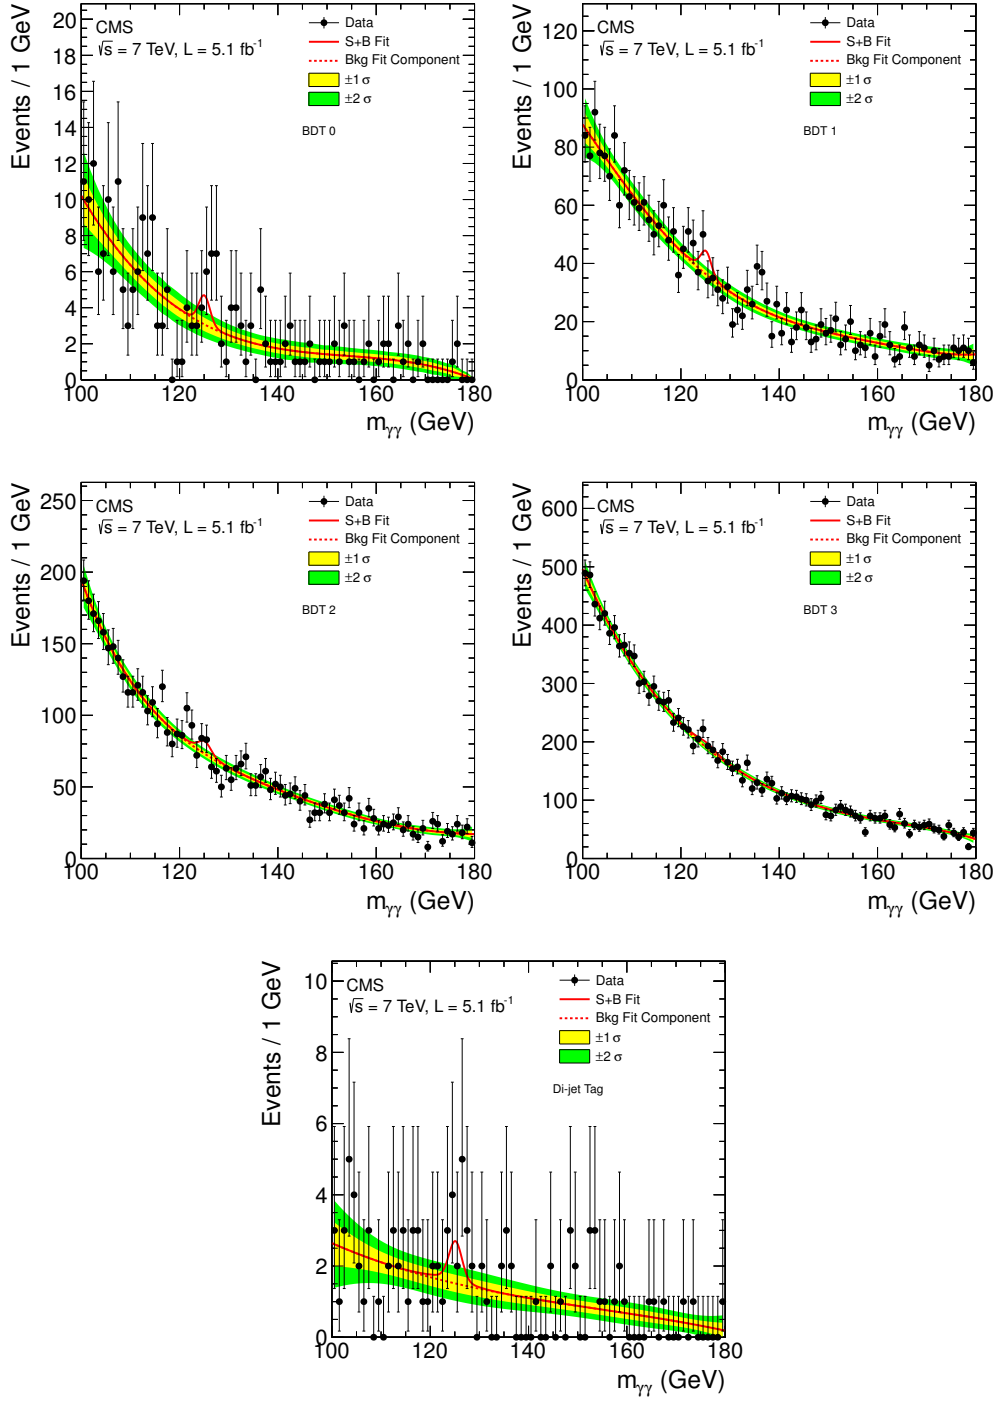 Events / 1 GeV
20
18
16
14
12
10
8
6
4
2
0
100
120
140
160
180
mγγ (GeV)
CMS
√s = 7 TeV, L = 5.1 fb-1
Data
S+B Fit
Bkg Fit Component
±1 σ
±2 σ
BDT 0
Events / 1 GeV
120
100
80
60
40
20
0
100
120
140
160
180
mγγ (GeV)
CMS
√s = 7 TeV, L = 5.1 fb-1
Data
S+B Fit
Bkg Fit Component
±1 σ
±2 σ
BDT 1
Events / 1 GeV
250
200
150
100
50
0
100
120
140
160
180
mγγ (GeV)
CMS
√s = 7 TeV, L = 5.1 fb-1
Data
S+B Fit
Bkg Fit Component
±1 σ
±2 σ
BDT 2
Events / 1 GeV
600
500
400
300
200
100
0
100
120
140
160
180
mγγ (GeV)
CMS
√s = 7 TeV, L = 5.1 fb-1
Data
S+B Fit
Bkg Fit Component
±1 σ
±2 σ
BDT 3
Events / 1 GeV
10
8
6
4
2
0
100
120
140
160
180
mγγ (GeV)
CMS
√s = 7 TeV, L = 5.1 fb-1
Data
S+B Fit
Bkg Fit Component
±1 σ
±2 σ
Di-jet Tag